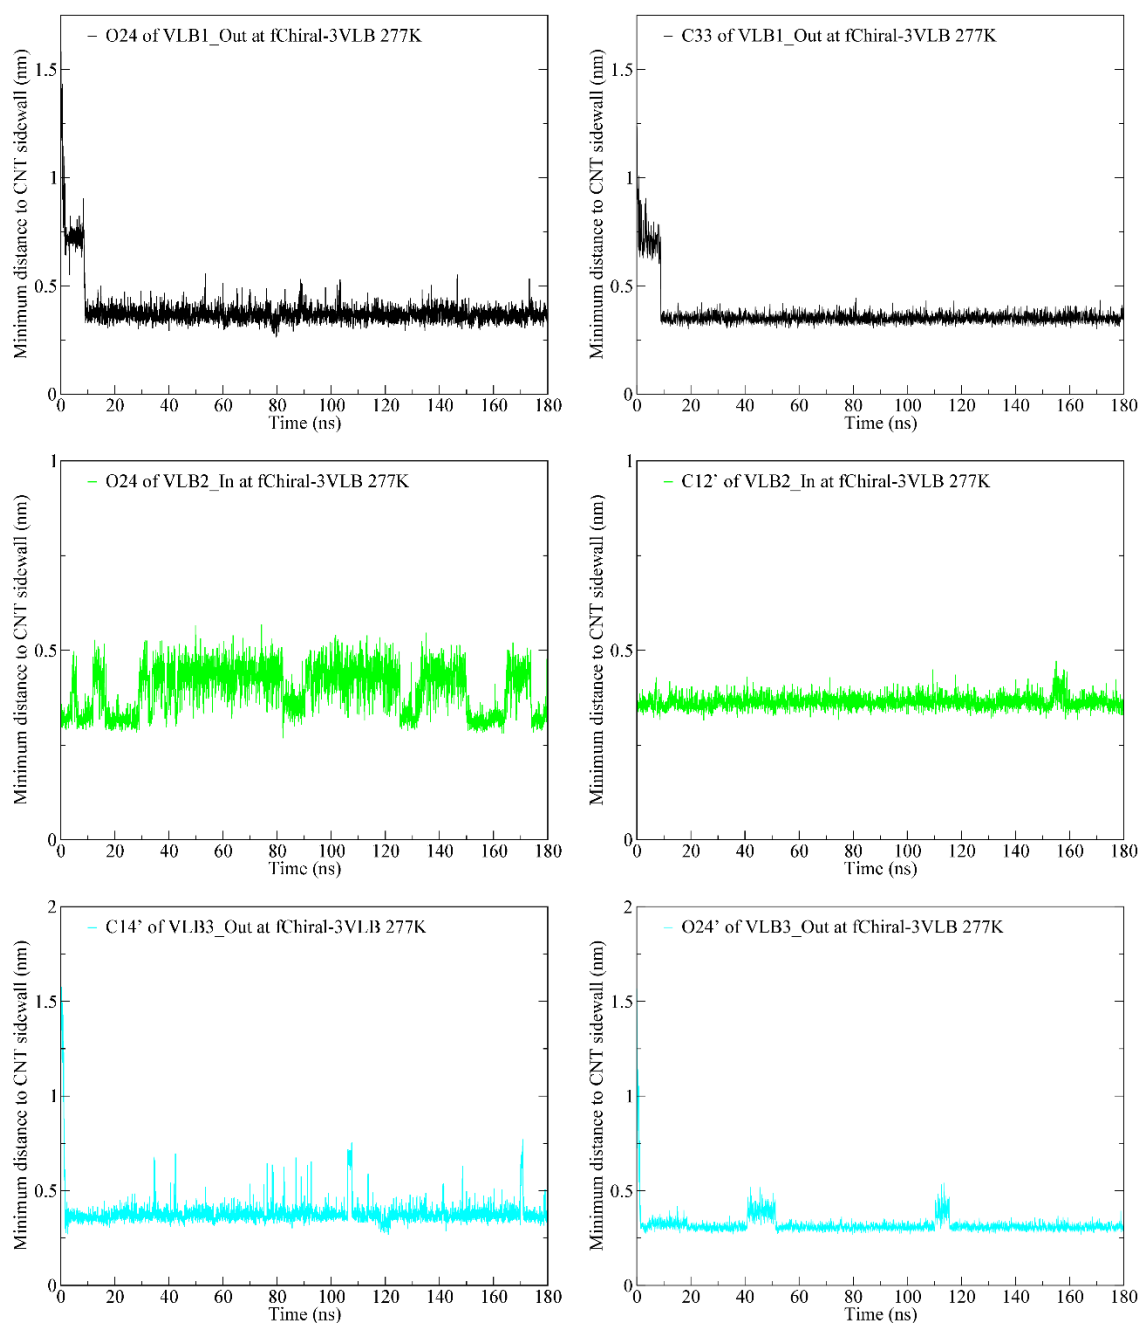 O24 of VLB1_Out at fChiral-3VLB 277K
Minimum distance to CNT sidewall (nm)
1.5
1
0.5
0
0 20 40 60 80 100 120 140 160 180
Time (ns)
C33 of VLB1_Out at fChiral-3VLB 277K
Minimum distance to CNT sidewall (nm)
1.5
1
0.5
0
0 20 40 60 80 100 120 140 160 180
Time (ns)
O24 of VLB2_In at fChiral-3VLB 277K
Minimum distance to CNT sidewall (nm)
1
0.5
0
0 20 40 60 80 100 120 140 160 180
Time (ns)
C12' of VLB2_In at fChiral-3VLB 277K
Minimum distance to CNT sidewall (nm)
1
0.5
0
0 20 40 60 80 100 120 140 160 180
Time (ns)
C14' of VLB3_Out at fChiral-3VLB 277K
Minimum distance to CNT sidewall (nm)
2
1.5
1
0.5
0
0 20 40 60 80 100 120 140 160 180
Time (ns)
O24' of VLB3_Out at fChiral-3VLB 277K
Minimum distance to CNT sidewall (nm)
2
1.5
1
0.5
0
0 20 40 60 80 100 120 140 160 180
Time (ns)